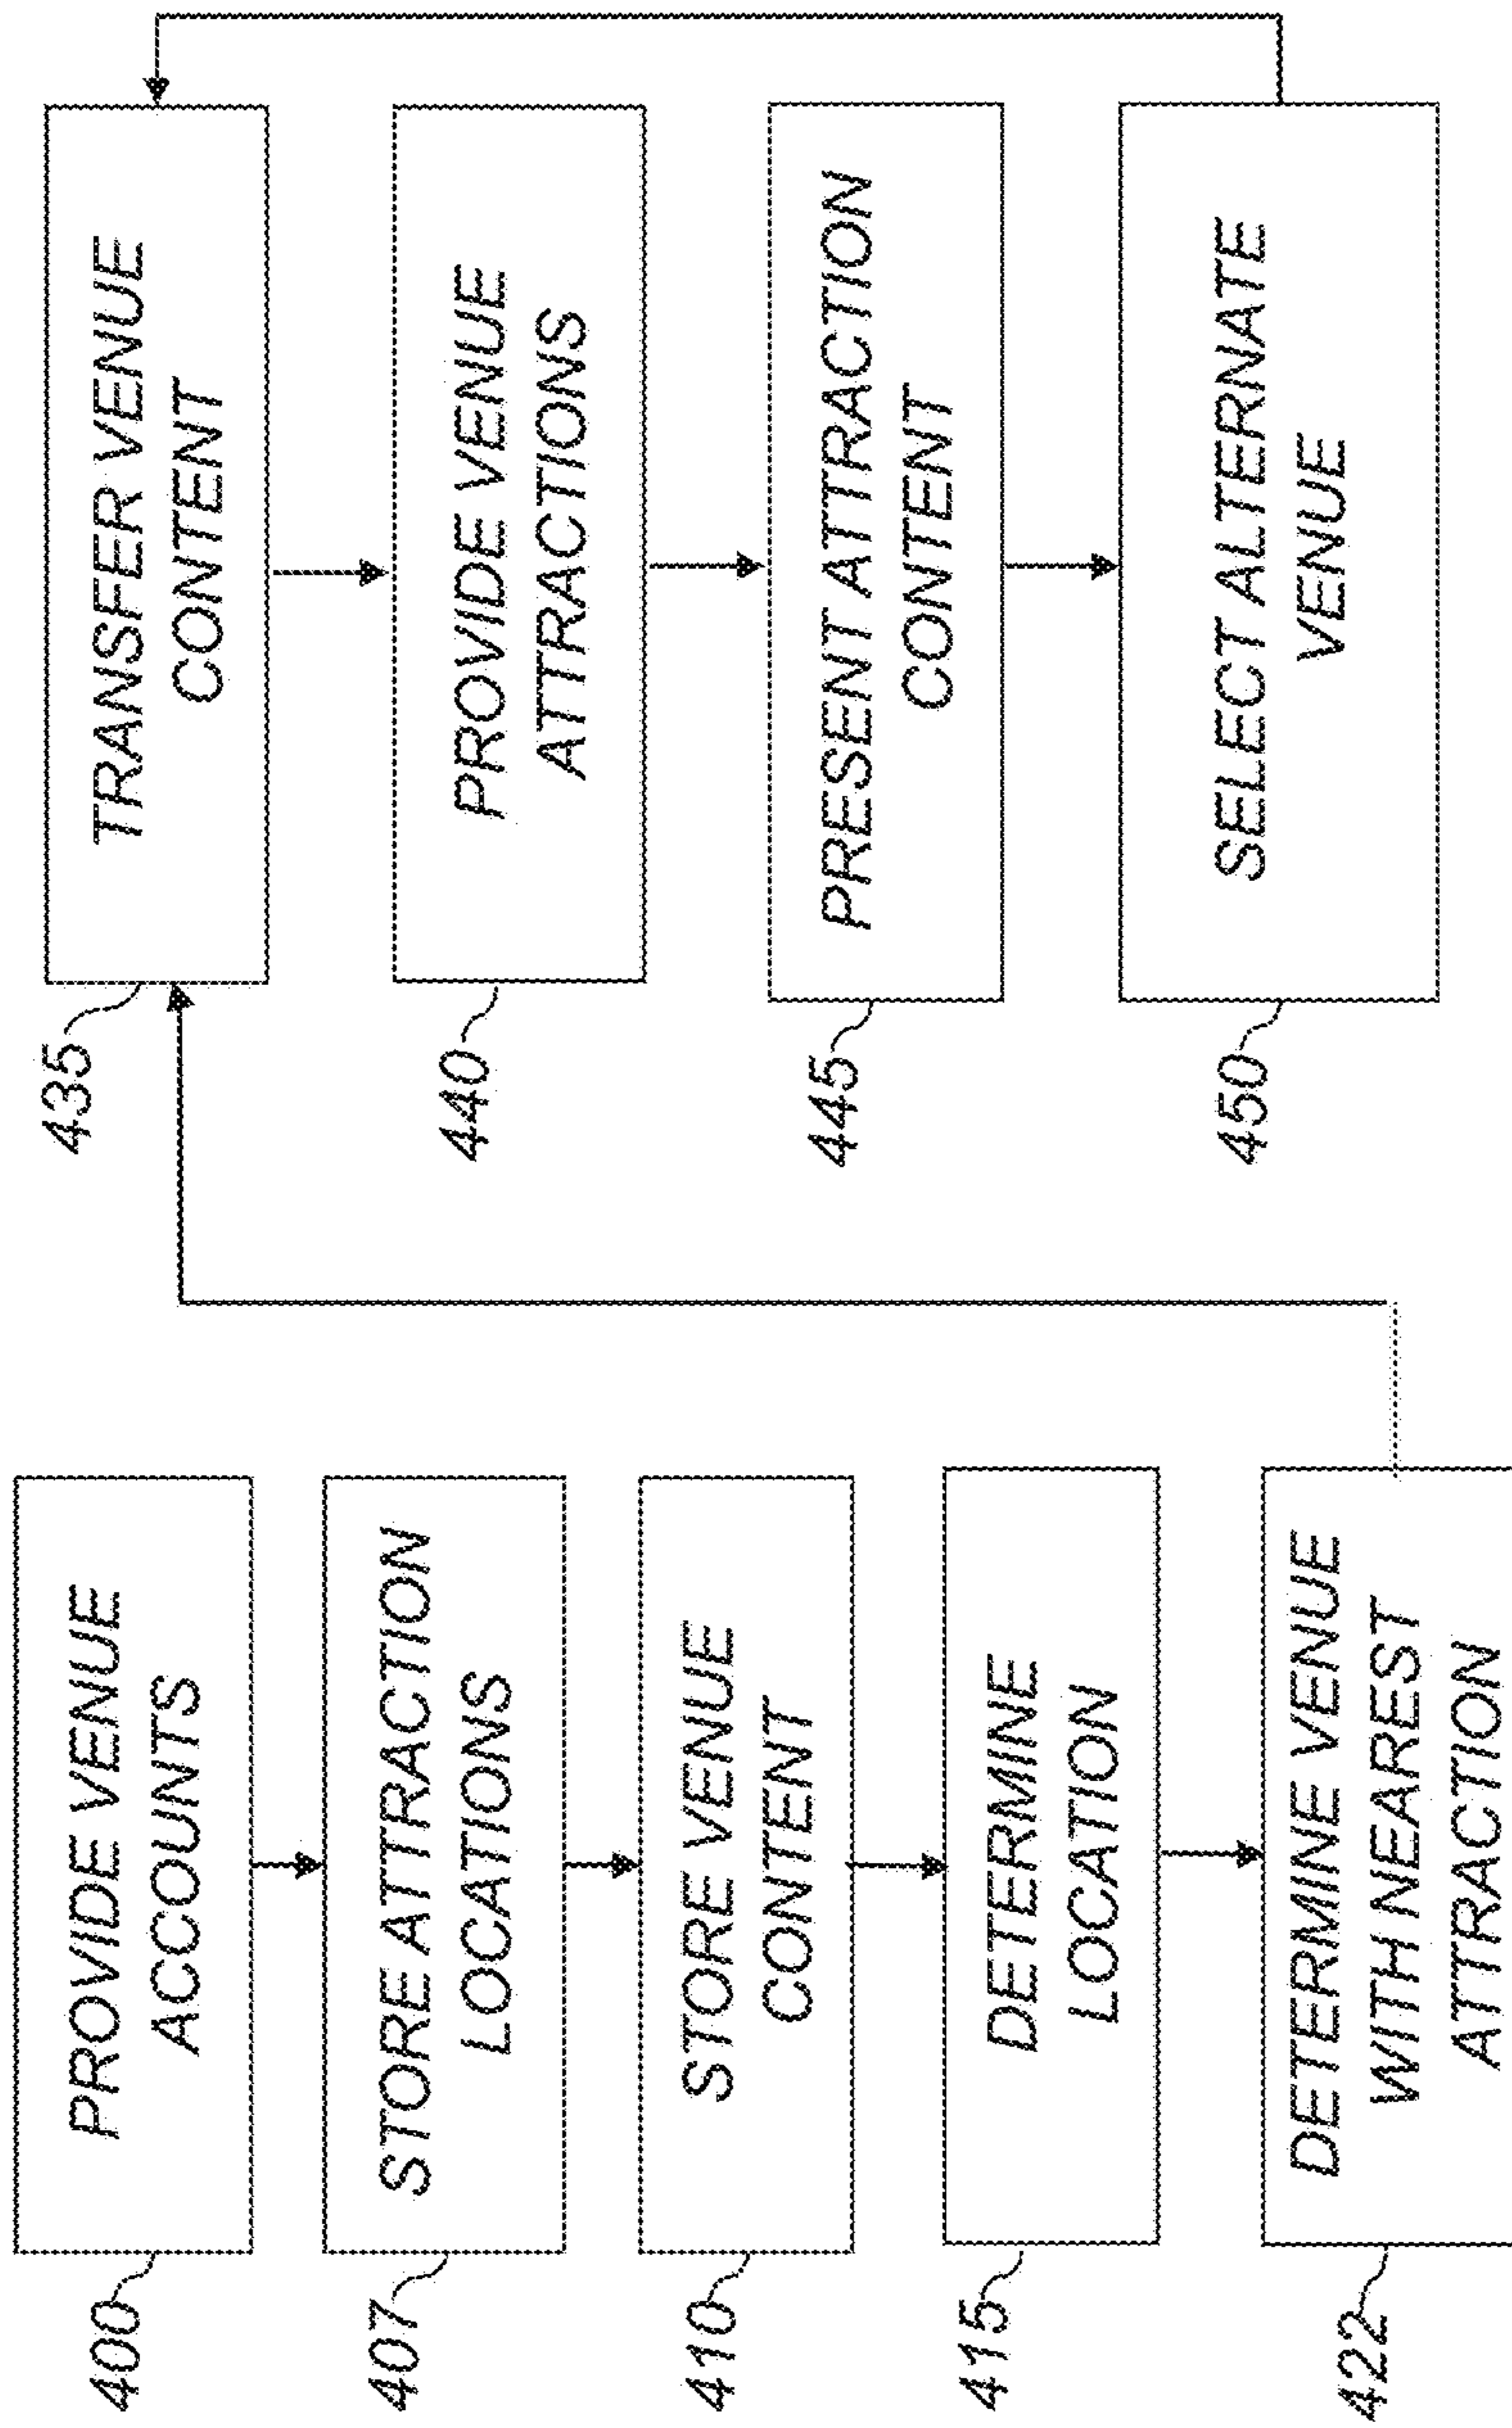 400
PROVIDE VENUE
ACCOUNTS
407
STORE ATTRACTION
LOCATIONS
410
STORE VENUE
CONTENT
415
DETERMINE
LOCATION
422
DETERMINE VENUE
WITH NEAREST
ATTRACTION
435
TRANSFER VENUE
CONTENT
440
PROVIDE VENUE
ATTRACTIONS
445
PRESENT ATTRACTION
CONTENT
450
SELECT ALTERNATE
VENUE